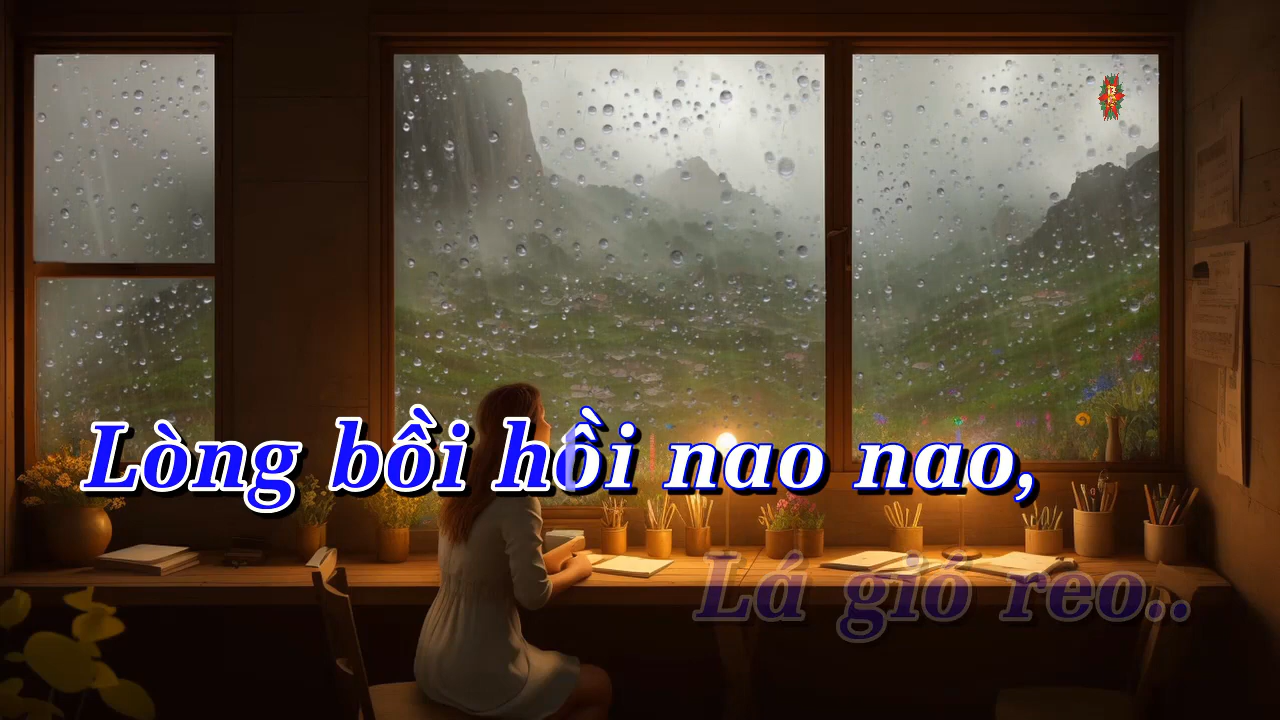 Lòng bồi hồi nao nao,
Lá gió reo..